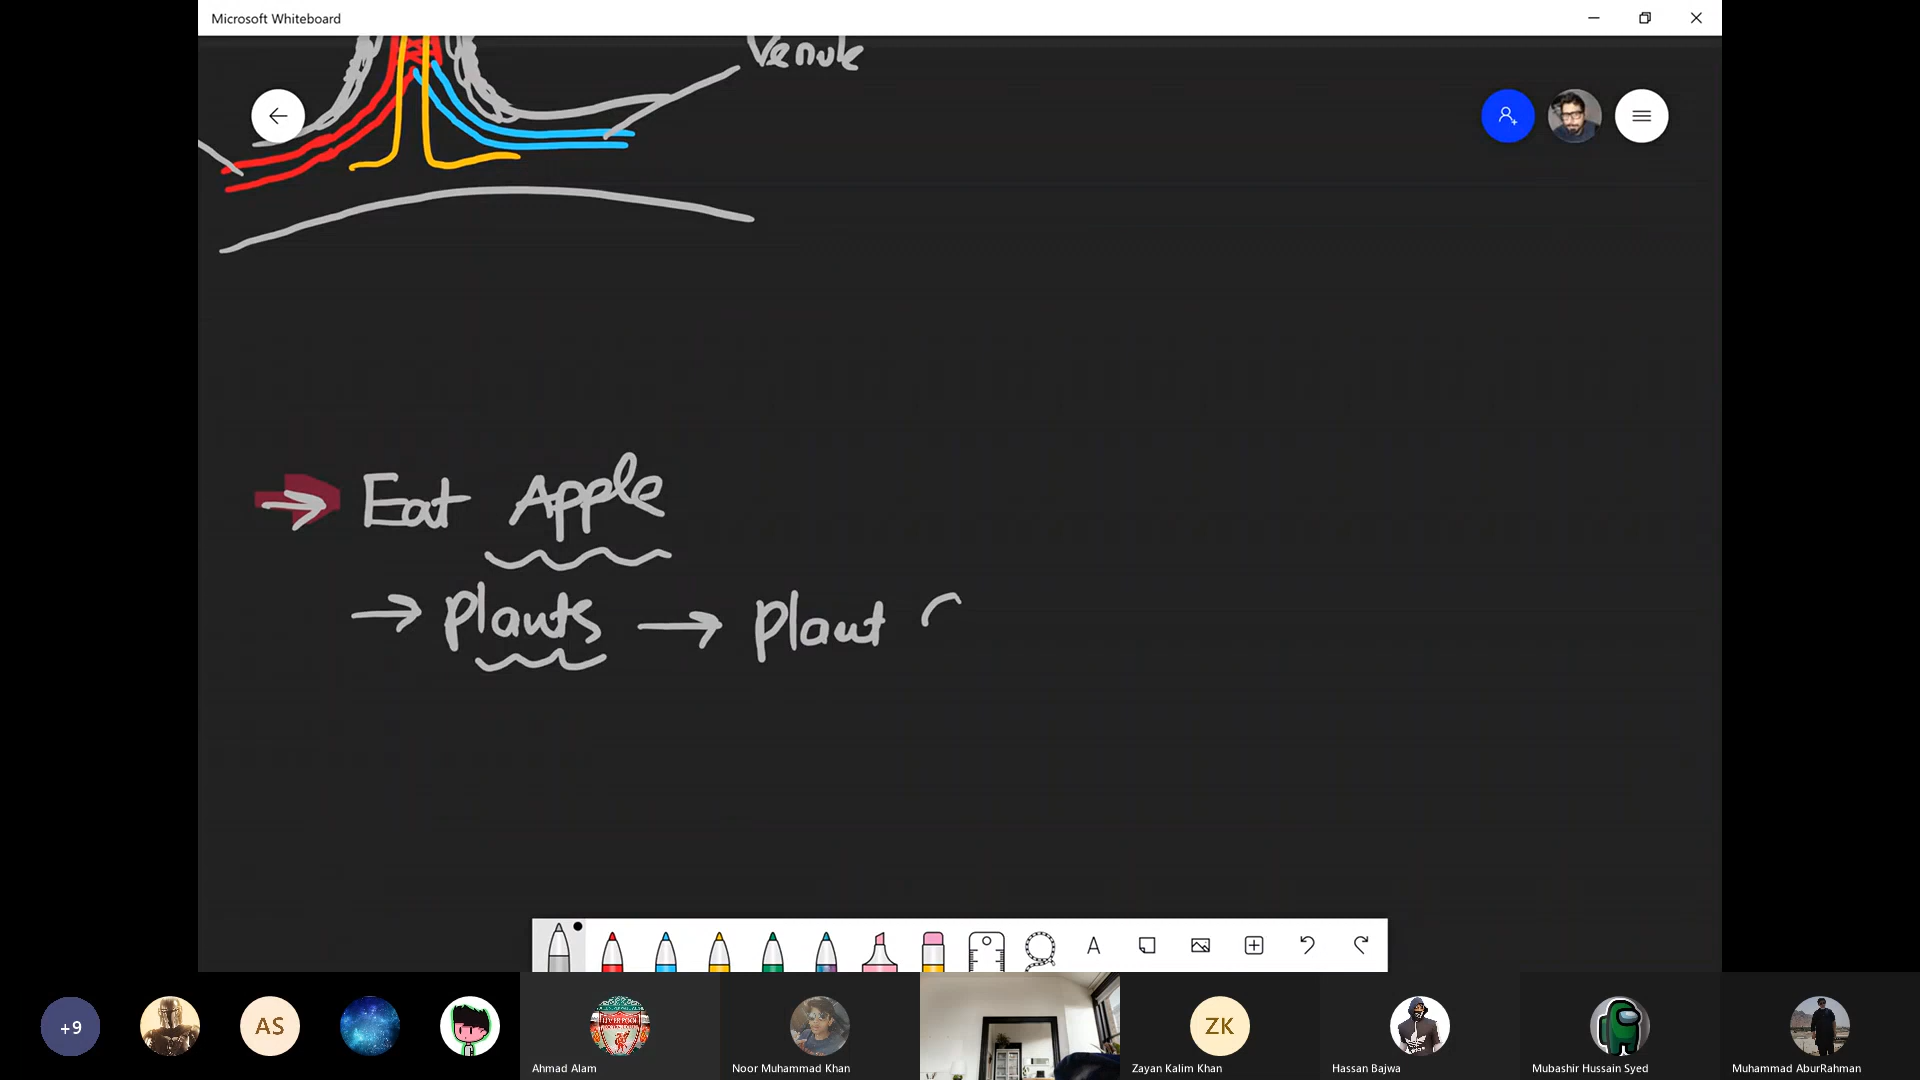 Microsoft Whiteboard
Venule
→ Eat Apple
→ plants → plant
A
+9
AS
ZK
Ahmad Alam
Noor Muhammad Khan
Zayan Kalim Khan
Hassan Bajwa
Mubashir Hussain Syed
Muhammad AburRahman